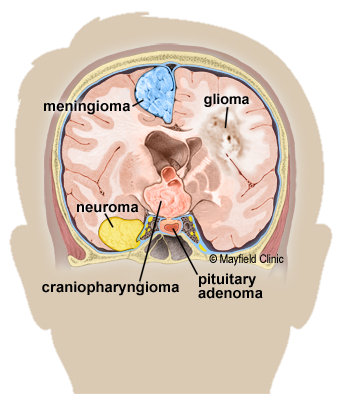 meningioma
glioma
neuroma
© Mayfield Clinic
craniopharyngioma
pituitary
adenoma